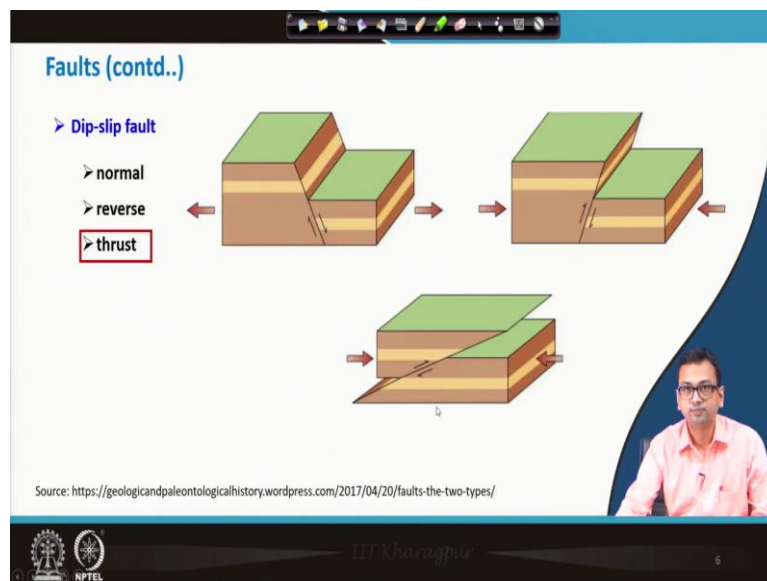 Faults (contd..)
➢ Dip-slip fault
➢ normal
➢ reverse
➢ thrust
Source: https://geologicandpaleontologicalhistory.wordpress.com/2017/04/20/faults-the-two-types/
IIT Kharagpur
NPTEL
6